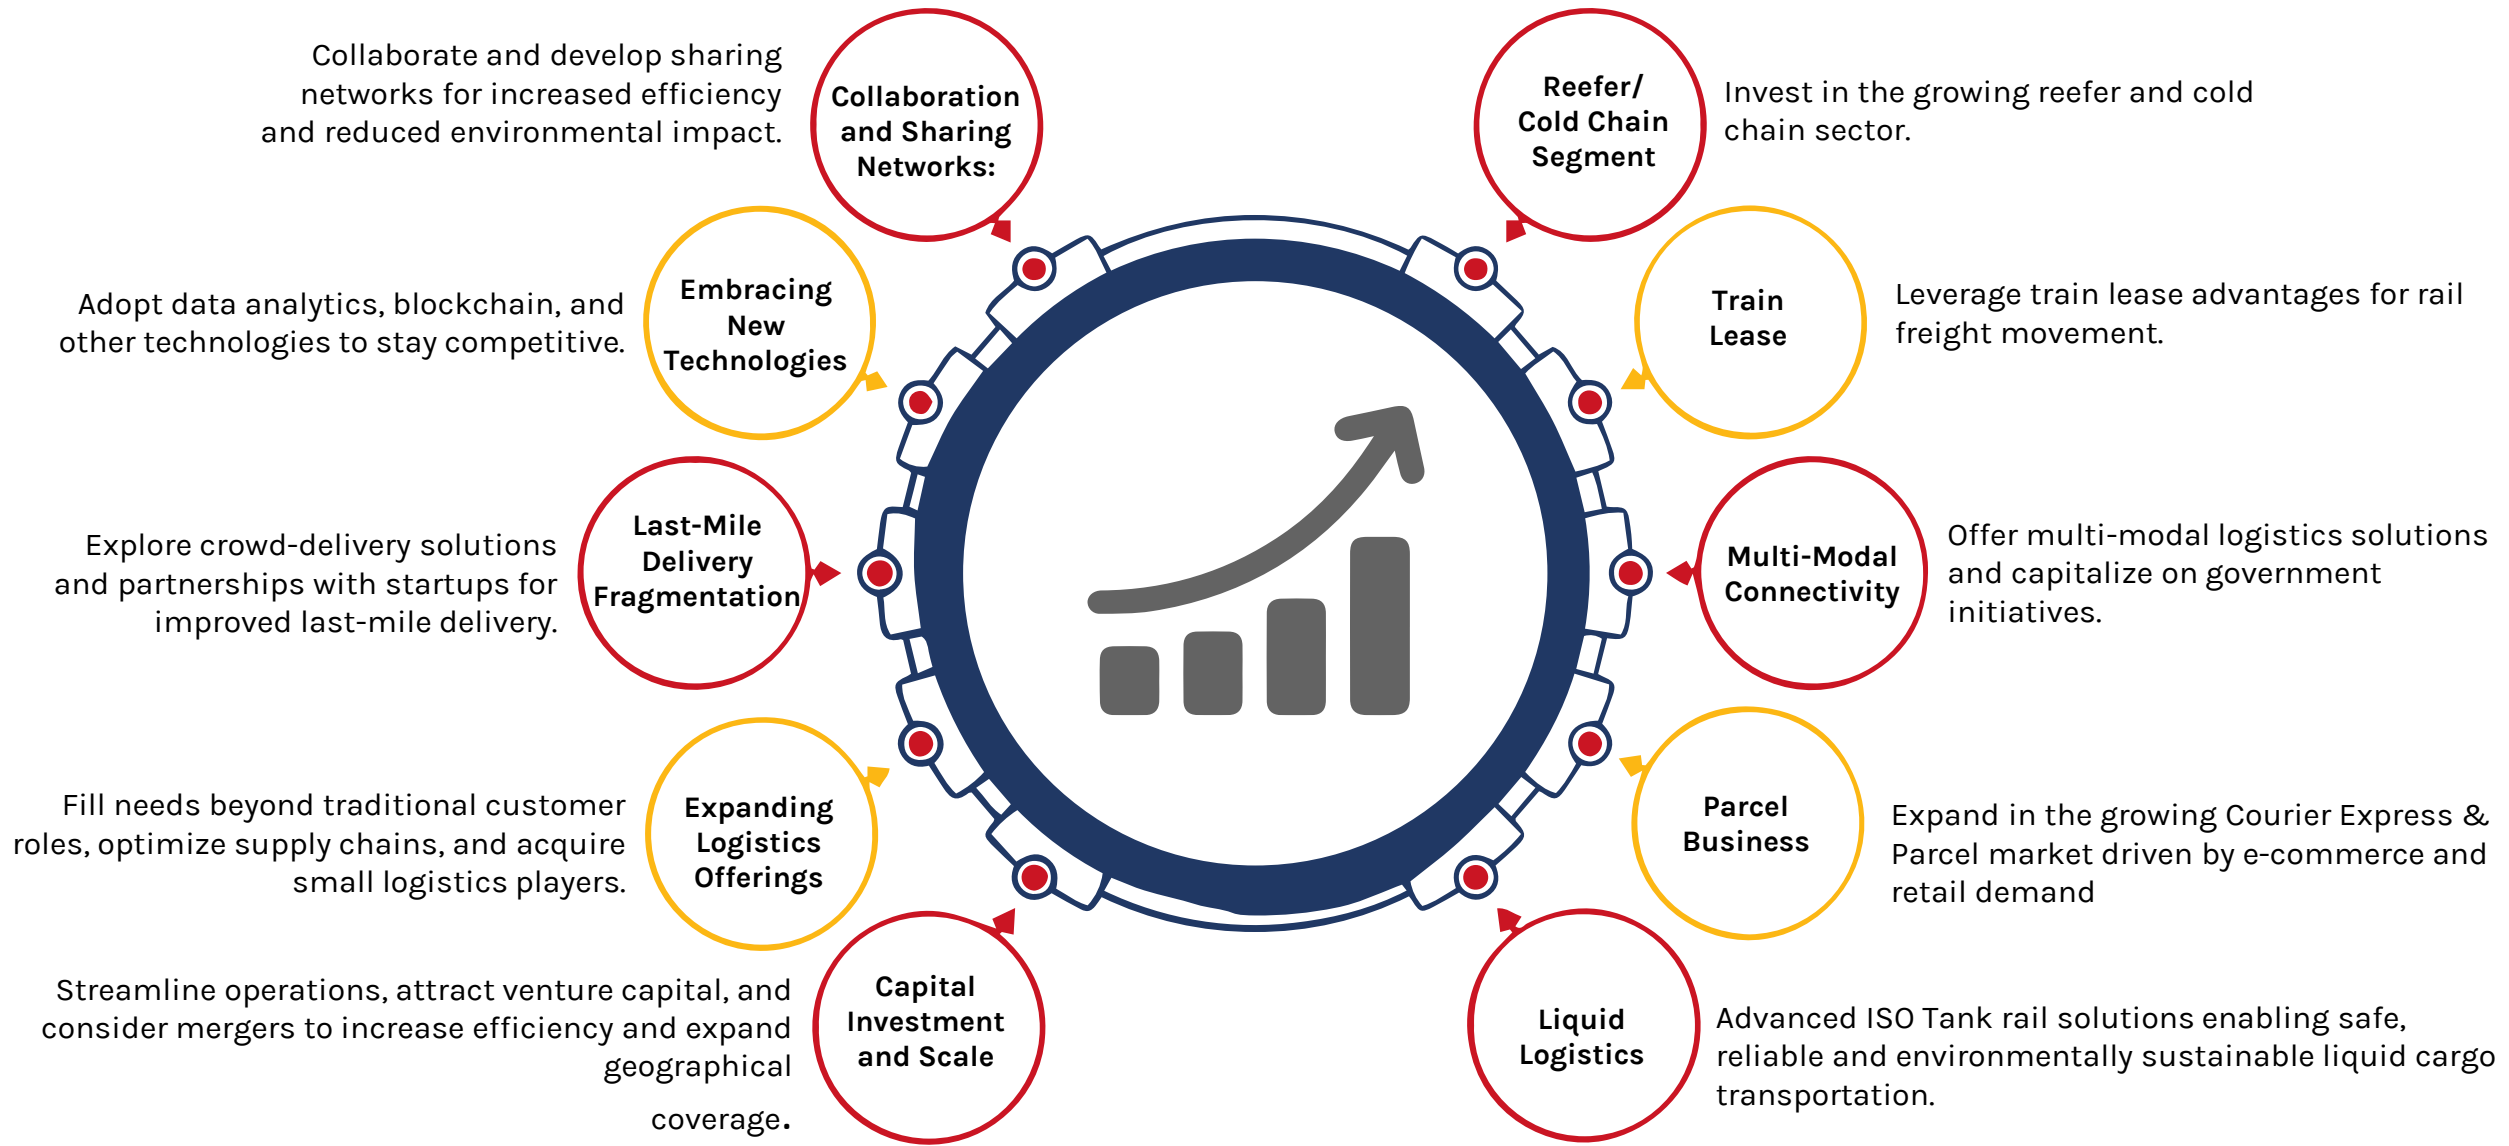 Collaborate and develop sharing
networks for increased efficiency
and reduced environmental impact.
Collaboration
and Sharing
Networks:
Adopt data analytics, blockchain, and
other technologies to stay competitive.
Embracing
New
Technologies
Explore crowd-delivery solutions
and partnerships with startups for
improved last-mile delivery.
Last-Mile
Delivery
Fragmentation
Fill needs beyond traditional customer
roles, optimize supply chains, and acquire
small logistics players.
Expanding
Logistics
Offerings
Streamline operations, attract venture capital, and
consider mergers to increase efficiency and expand
geographical
coverage.
Capital
Investment
and Scale
Reefer/
Cold Chain
Segment
Invest in the growing reefer and cold
chain sector.
Train
Lease
Leverage train lease advantages for rail
freight movement.
Multi-Modal
Connectivity
Offer multi-modal logistics solutions
and capitalize on government
initiatives.
Parcel
Business
Expand in the growing Courier Express &
Parcel market driven by e-commerce and
retail demand
Liquid
Logistics
Advanced ISO Tank rail solutions enabling safe,
reliable and environmentally sustainable liquid cargo
transportation.